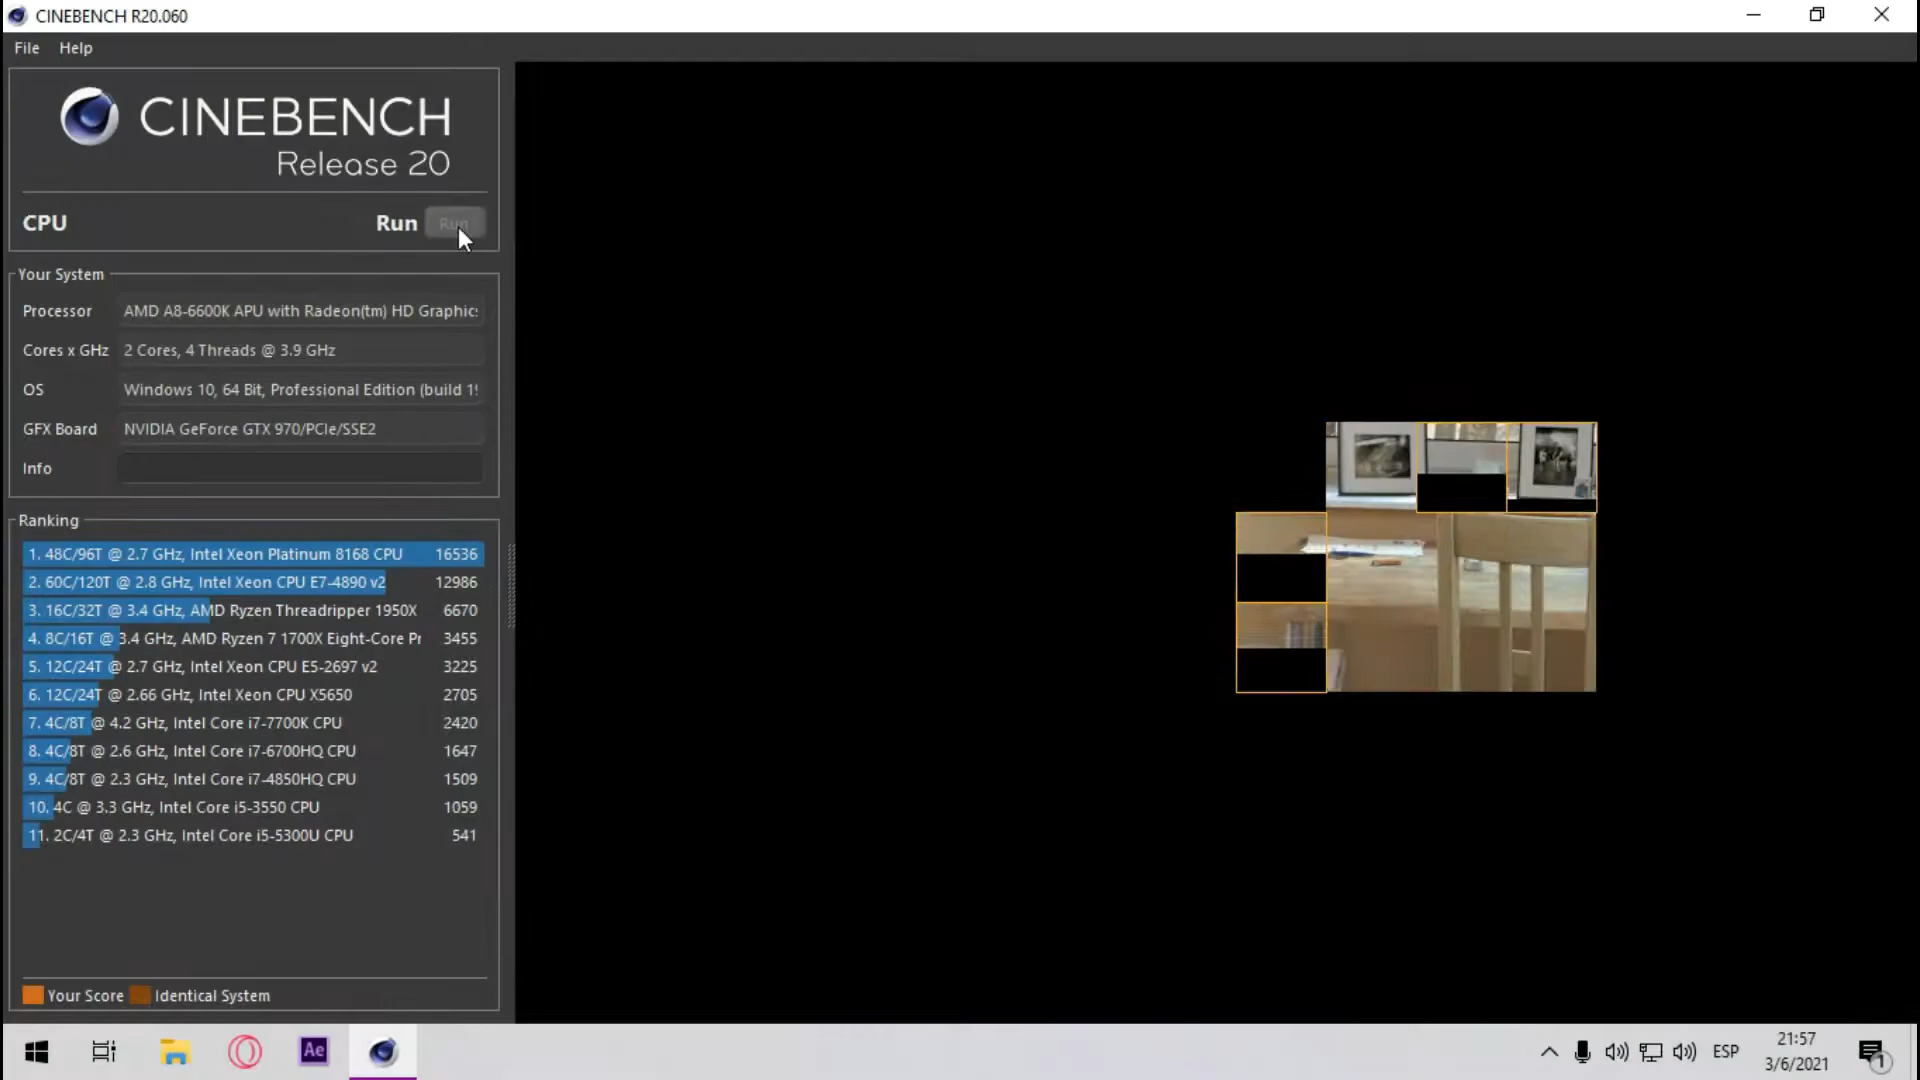 CINEBENCH R20.060
File Help
CINEBENCH
Release 20
CPU Run Run
Your System
Processor AMD A8-6600K APU with Radeon(tm) HD Graphic
Cores x GHz 2 Cores, 4 Threads @ 3.9 GHz
OS Windows 10, 64 Bit, Professional Edition (build 1
GFX Board NVIDIA GeForce GTX 970/PCIe/SSE2
Info
Ranking
1. 48C/96T @ 2.7 GHz, Intel Xeon Platinum 8168 CPU 16536
2. 60C/120T @ 2.8 GHz, Intel Xeon CPU E7-4890 v2 12986
3. 16C/32T @ 3.4 GHz, AMD Ryzen Threadripper 1950X 6670
4. 8C/16T @ 3.4 GHz, AMD Ryzen 7 1700X Eight-Core Pr 3455
5. 12C/24T @ 2.7 GHz, Intel Xeon CPU E5-2697 v2 3225
6. 12C/24T @ 2.66 GHz, Intel Xeon CPU X5650 2705
7. 4C/8T @ 4.2 GHz, Intel Core i7-7700K CPU 2420
8. 4C/8T @ 2.6 GHz, Intel Core i7-6700HQ CPU 1647
9. 4C/8T @ 2.3 GHz, Intel Core i7-4850HQ CPU 1509
10. 4C @ 3.3 GHz, Intel Core i5-3550 CPU 1059
11. 2C/4T @ 2.3 GHz, Intel Core i5-5300U CPU 541
Your Score Identical System
Ae
ESP
21:57
3/6/2021
1